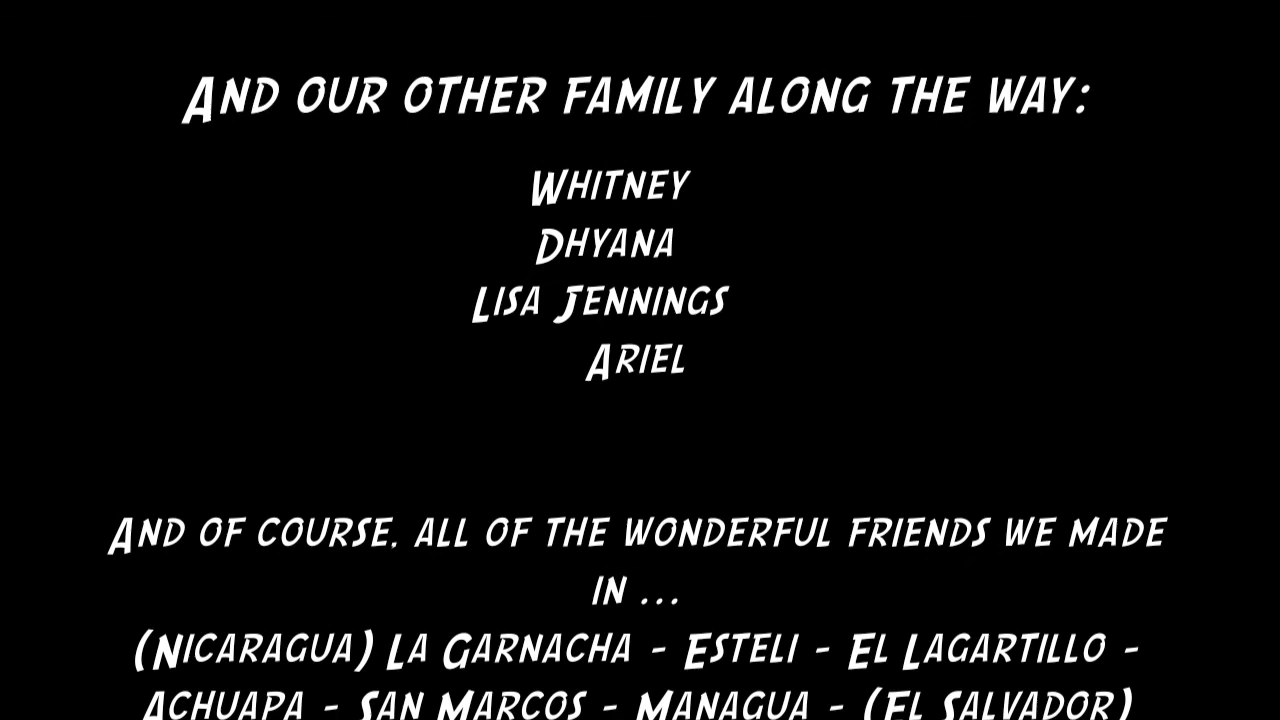 And our other family along the way:
Whitney
Dhyana
Lisa Jennings
Ariel
And of course, all of the wonderful friends we made
in ...
(Nicaragua) La Garnacha - Esteli - El Lagartillo -
Achuapa - San Marcos - Managua - (El Salvador)